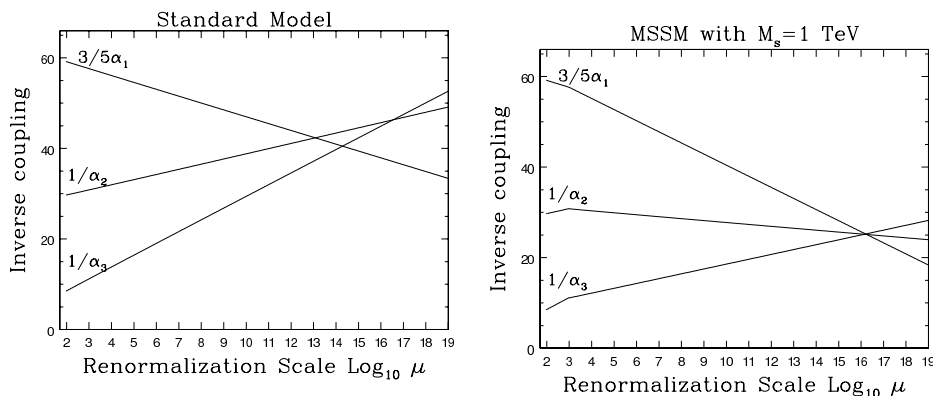 Standard Model
Inverse coupling
60
40
20
0
3/5α₁
1/α₂
1/α₃
2 3 4 5 6 7 8 9 10 11 12 13 14 15 16 17 18 19
Renormalization Scale Log₁₀ μ
MSSM with Mₛ=1 TeV
Inverse coupling
60
40
20
0
3/5α₁
1/α₂
1/α₃
2 3 4 5 6 7 8 9 10 11 12 13 14 15 16 17 18 19
Renormalization Scale Log₁₀ μ